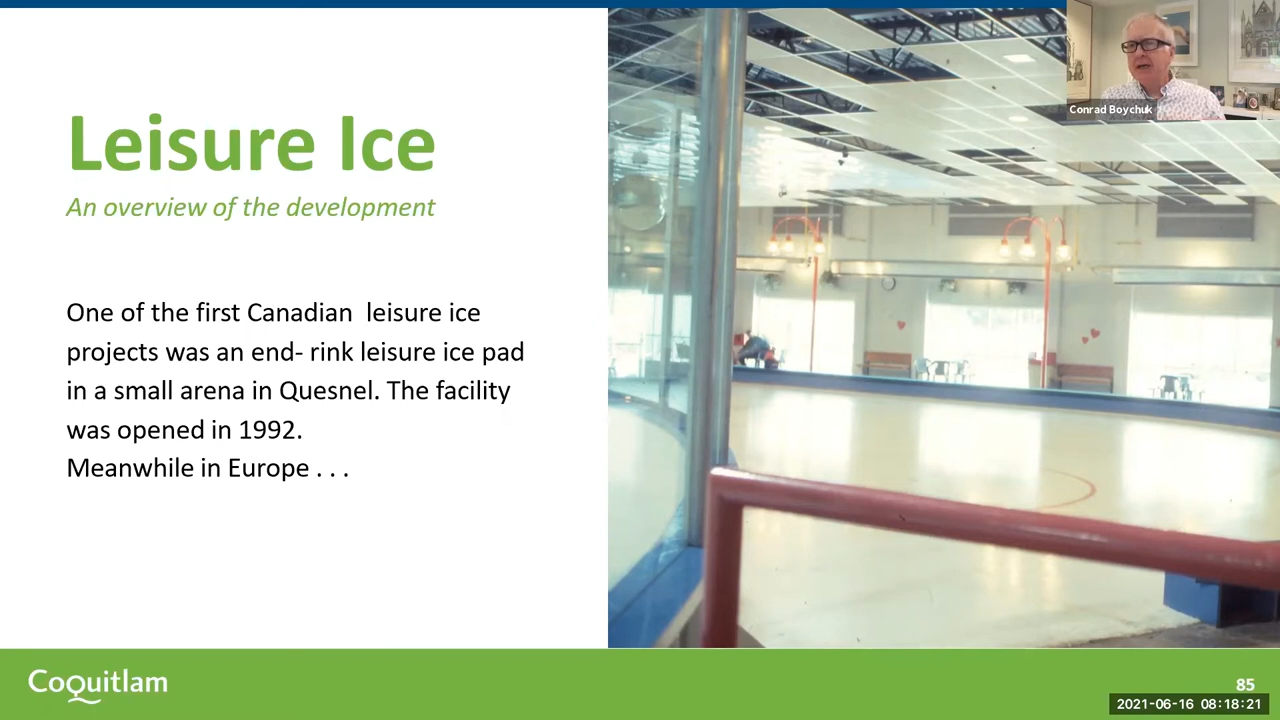 Leisure Ice
An overview of the development
One of the first Canadian  leisure ice
projects was an end- rink leisure ice pad
in a small arena in Quesnel. The facility
was opened in 1992.
Meanwhile in Europe . . .
Conrad Boychuk
Coquitlam
85
2021-06-16 08:18:21